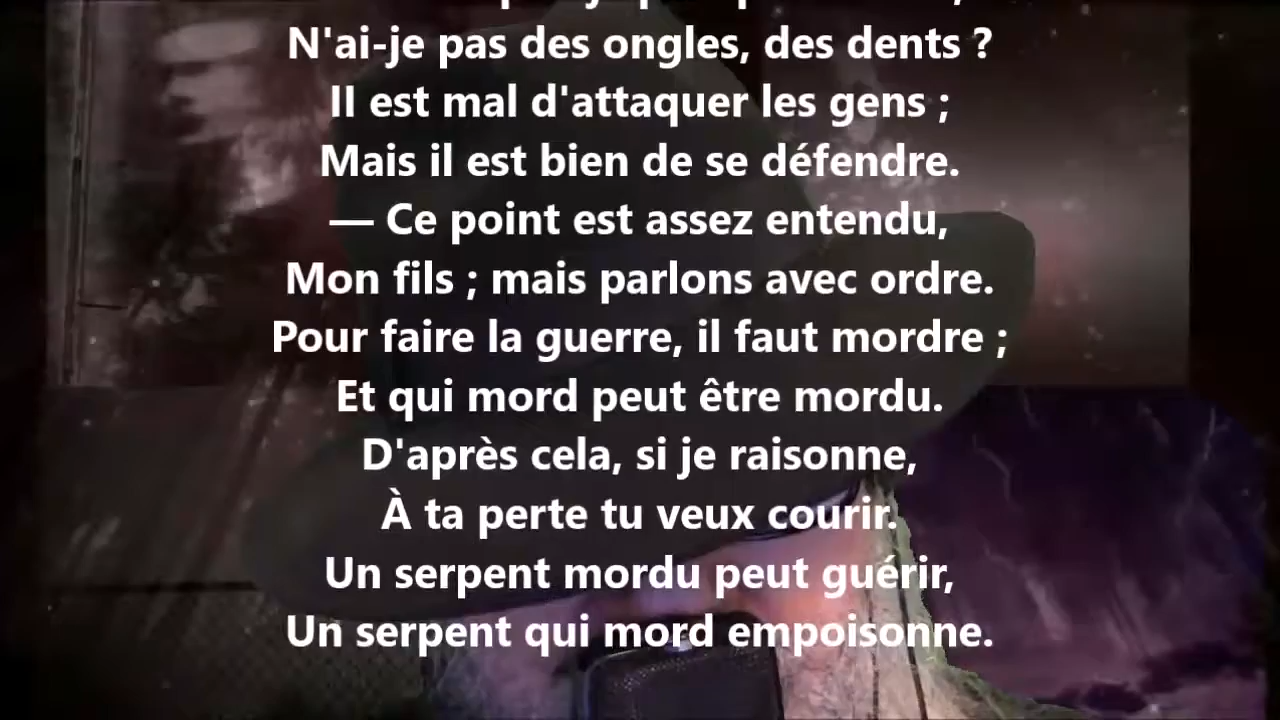 N'ai-je pas des ongles, des dents ?
II est mal d'attaquer les gens ;
Mais il est bien de se défendre.
— Ce point est assez entendu,
Mon fils ; mais parlons avec ordre.
Pour faire la guerre, il faut mordre ;
Et qui mord peut être mordu.
D'après cela, si je raisonne,
À ta perte tu veux courir.
Un serpent mordu peut guérir,
Un serpent qui mord empoisonne.